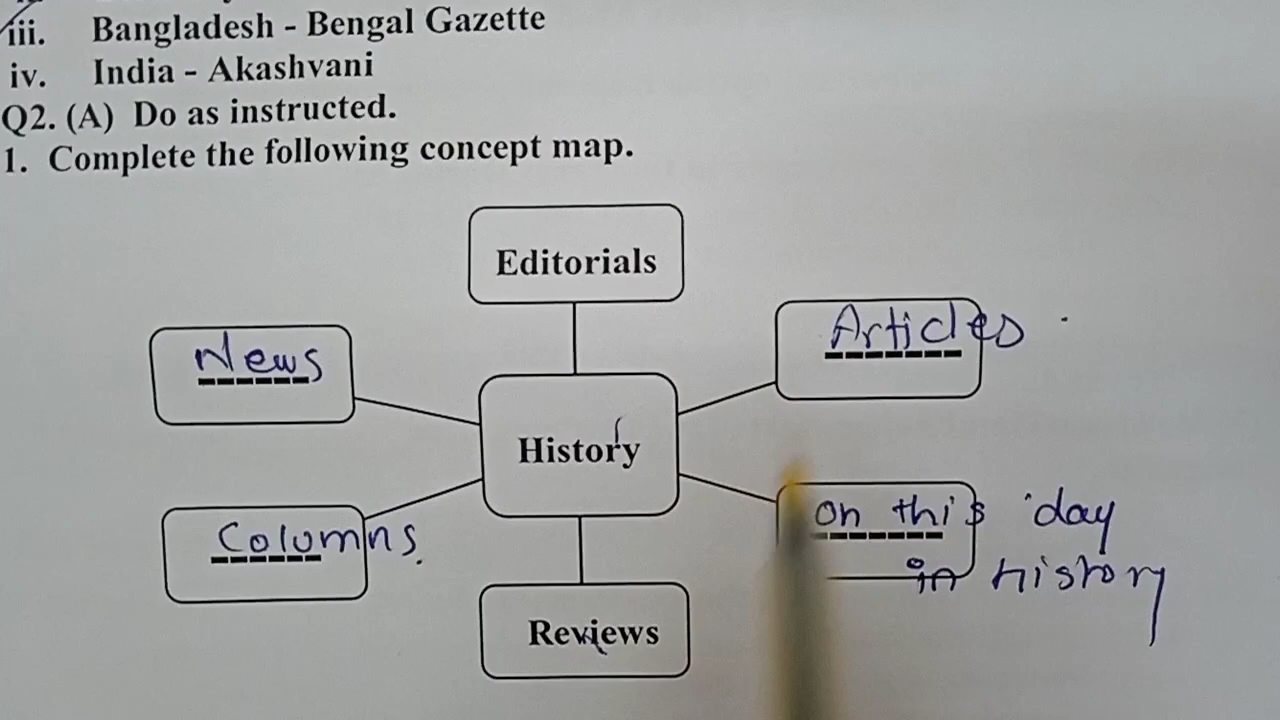 iii. Bangladesh - Bengal Gazette
iv. India - Akashvani
Q2. (A) Do as instructed.
1. Complete the following concept map.
Editorials
News
Articles
History
Columns.
on this day
in history
Reviews